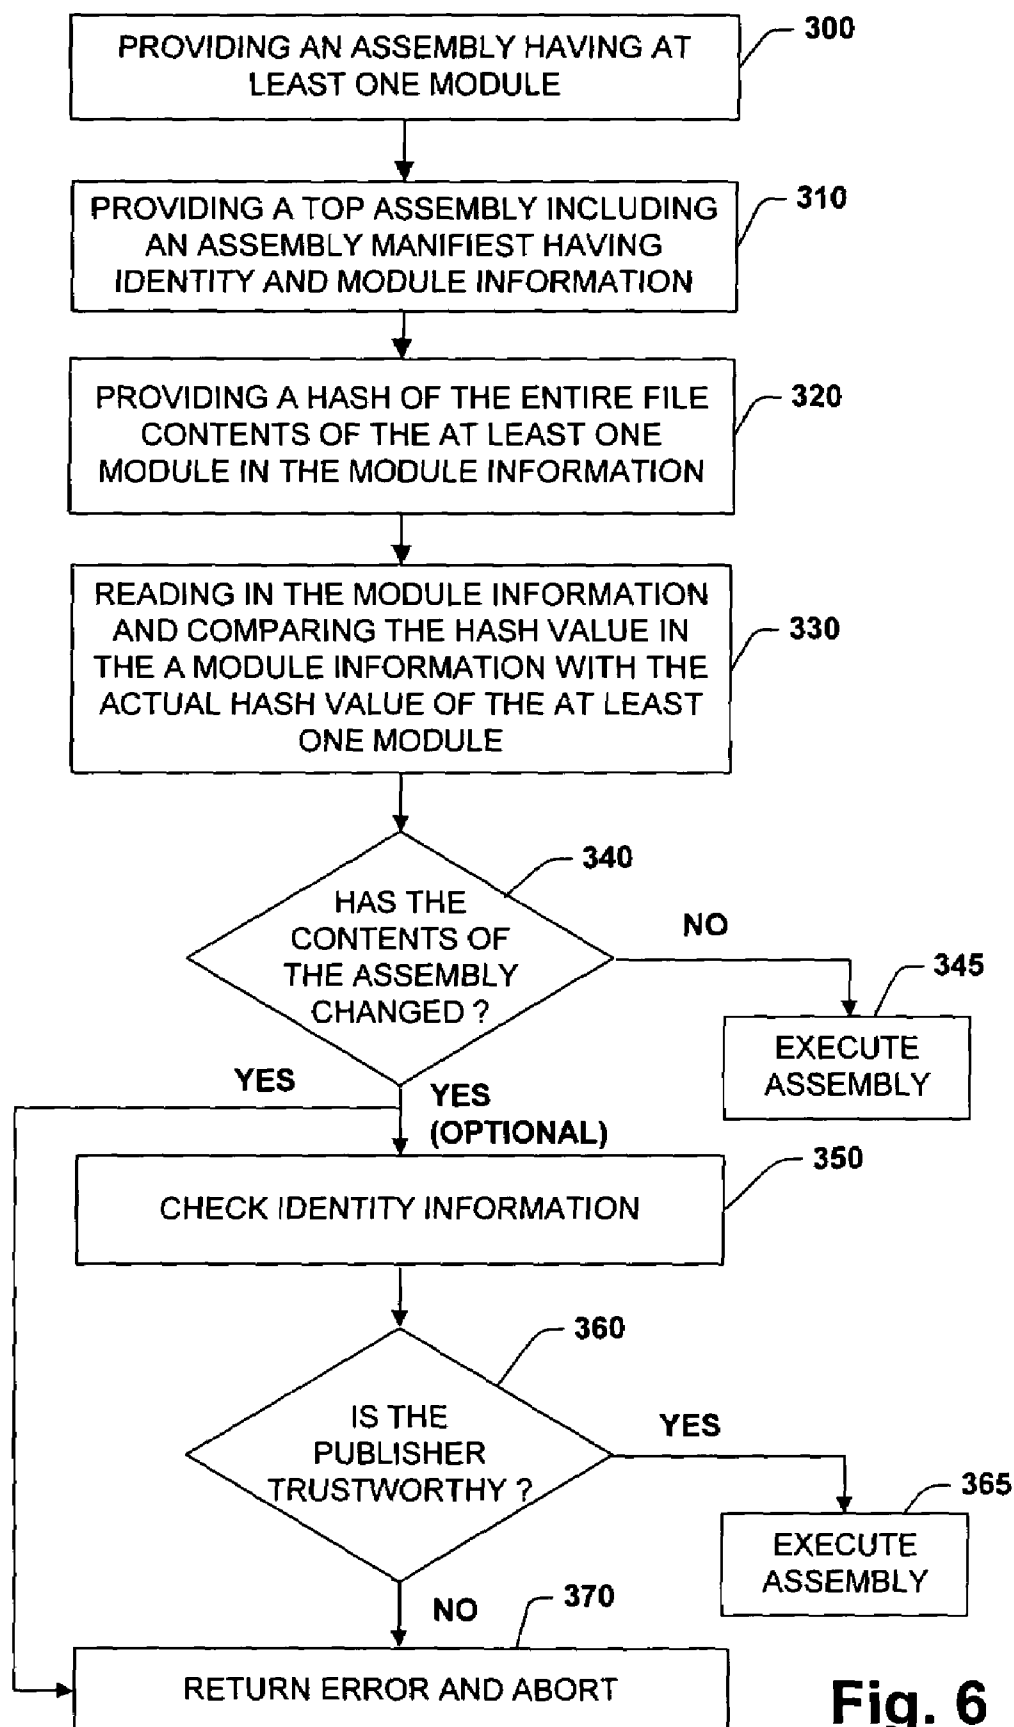 300
PROVIDING AN ASSEMBLY HAVING AT
LEAST ONE MODULE
310
PROVIDING A TOP ASSEMBLY INCLUDING
AN ASSEMBLY MANIFIEST HAVING
IDENTITY AND MODULE INFORMATION
320
PROVIDING A HASH OF THE ENTIRE FILE
CONTENTS OF THE AT LEAST ONE
MODULE IN THE MODULE INFORMATION
330
READING IN THE MODULE INFORMATION
AND COMPARING THE HASH VALUE IN
THE A MODULE INFORMATION WITH THE
ACTUAL HASH VALUE OF THE AT LEAST
ONE MODULE
340
HAS THE
CONTENTS OF
THE ASSEMBLY
CHANGED ?
NO
345
EXECUTE
ASSEMBLY
YES
YES
(OPTIONAL)
350
CHECK IDENTITY INFORMATION
360
IS THE
PUBLISHER
TRUSTWORTHY ?
YES
365
EXECUTE
ASSEMBLY
NO
370
RETURN ERROR AND ABORT
Fig. 6